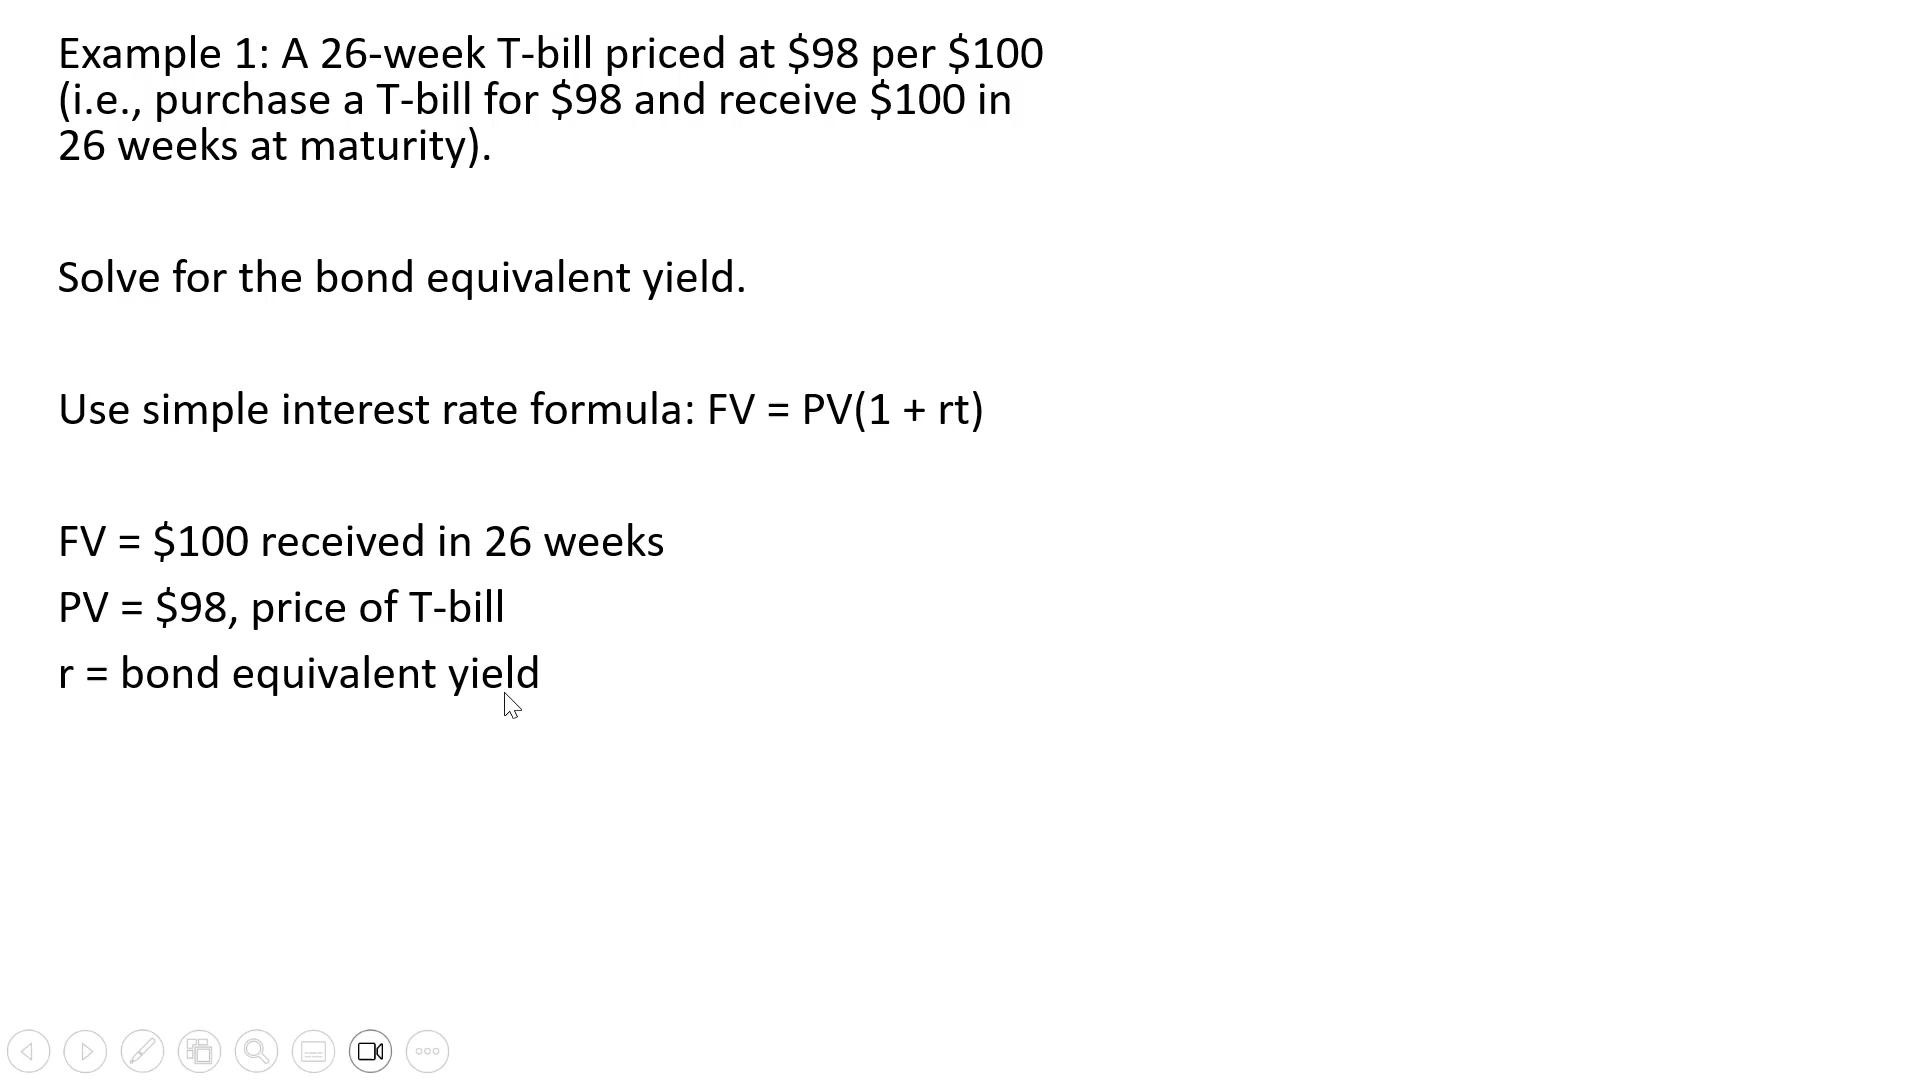 Example 1: A 26-week T-bill priced at $98 per $100
(i.e., purchase a T-bill for $98 and receive $100 in
26 weeks at maturity).
Solve for the bond equivalent yield.
Use simple interest rate formula: FV = PV(1 + rt)
FV = $100 received in 26 weeks
PV = $98, price of T-bill
r = bond equivalent yield